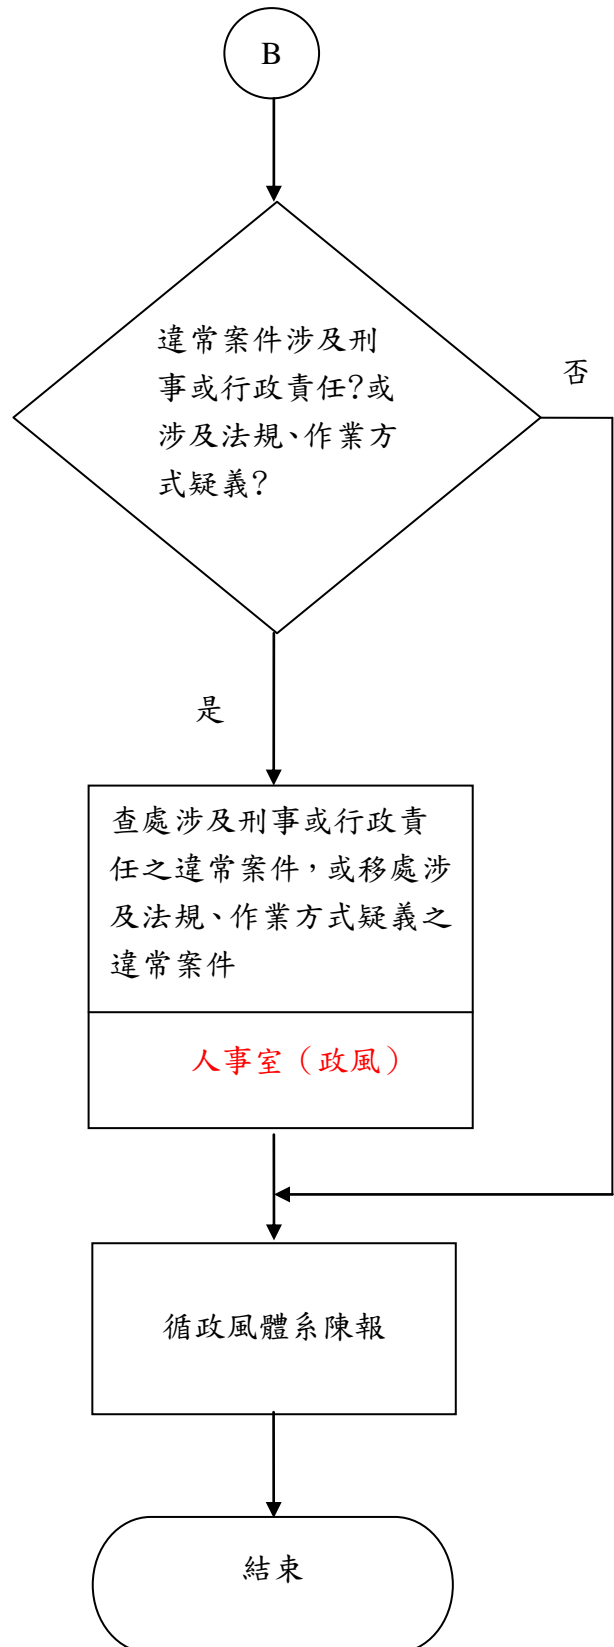 B
違常案件涉及刑
事或行政責任?或
涉及法規、作業方
式疑義?
否
是
查處涉及刑事或行政責
任之違常案件，或移處涉
及法規、作業方式疑義之
違常案件
人事室（政風）
循政風體系陳報
結束